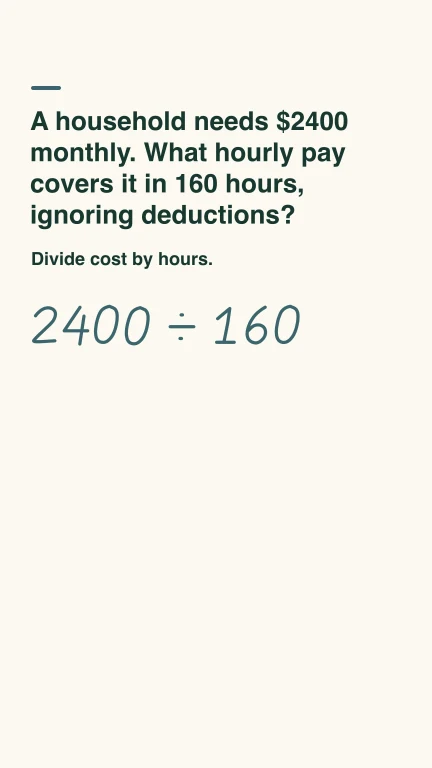 A household needs $2400
monthly. What hourly pay
covers it in 160 hours,
ignoring deductions?
Divide cost by hours.
2400 ÷ 160